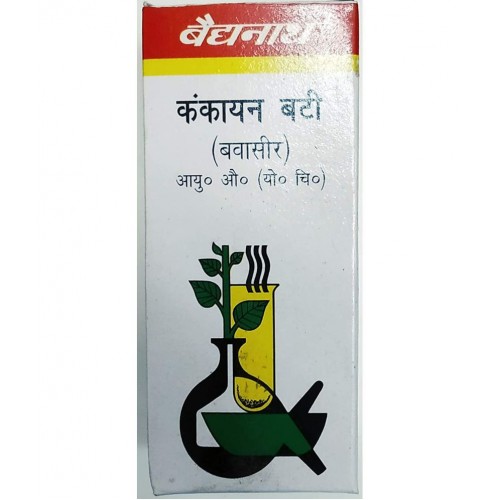 बैद्यनाथ
कंकायन बटी
(बवासीर)
आयु० औ० (यो० चि०)